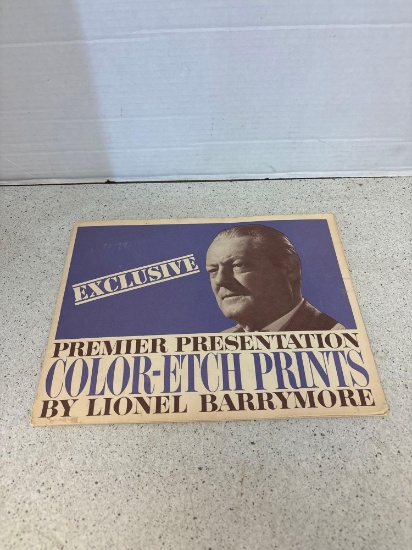 EXCLUSIVE
PREMIER PRESENTATION
COLOR-ETCH PRINTS
BY LIONEL BARRYMORE